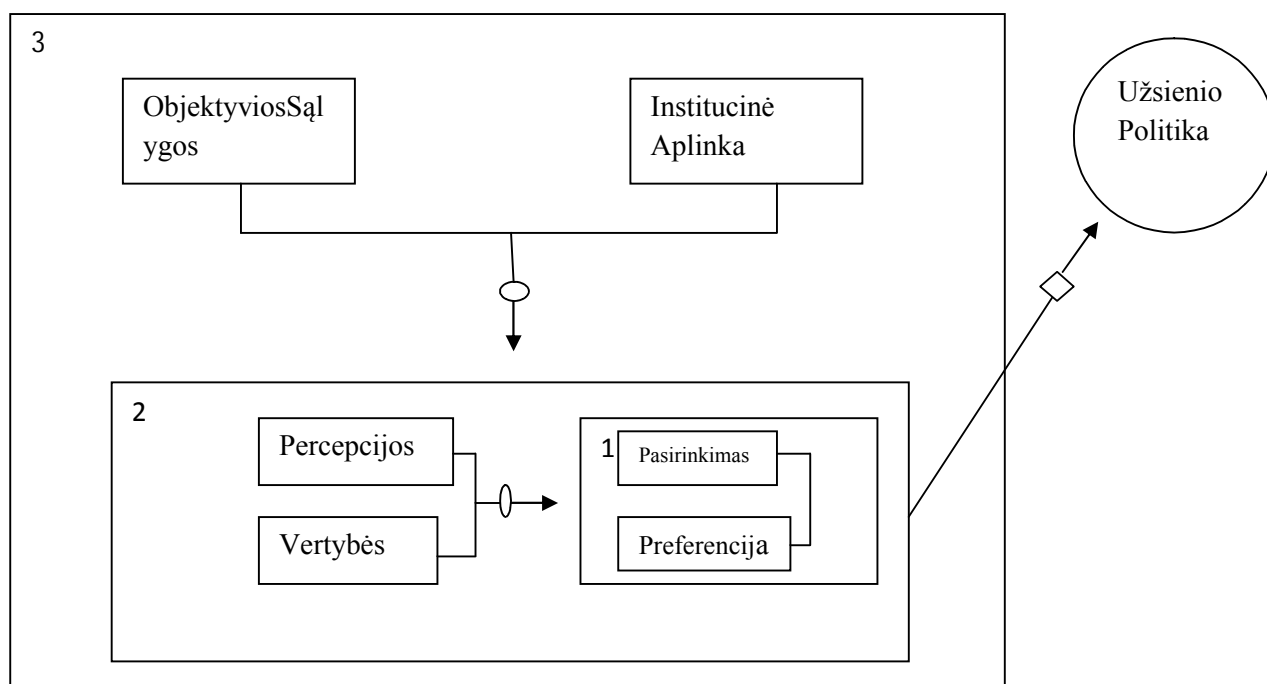 3
ObjektyviosSąl
ygos
Institucinė
Aplinka
Užsienio
Politika
2
Percepcijos
Vertybės
1
Pasirinkimas
Preferencija